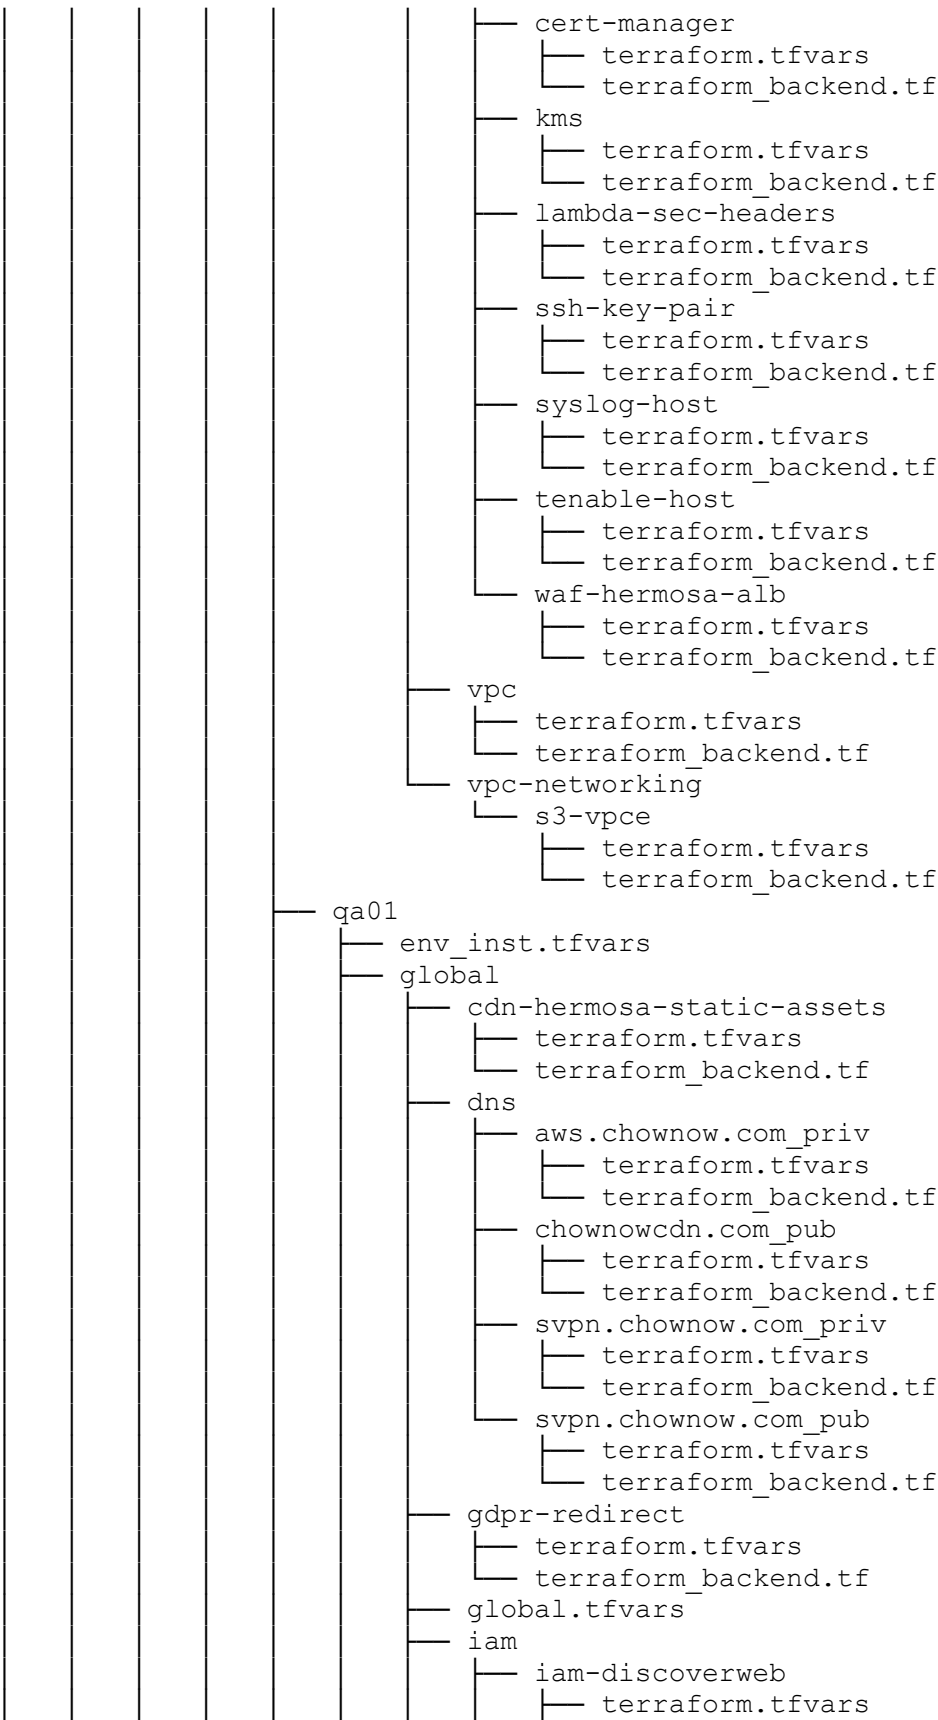 cert-manager
terraform.tfvars
terraform_backend.tf
kms
terraform.tfvars
terraform_backend.tf
lambda-sec-headers
terraform.tfvars
terraform_backend.tf
ssh-key-pair
terraform.tfvars
terraform_backend.tf
syslog-host
terraform.tfvars
terraform_backend.tf
tenable-host
terraform.tfvars
terraform_backend.tf
waf-hermosa-alb
terraform.tfvars
terraform_backend.tf
vpc
terraform.tfvars
terraform_backend.tf
vpc-networking
s3-vpce
terraform.tfvars
terraform_backend.tf
qa01
env_inst.tfvars
global
cdn-hermosa-static-assets
terraform.tfvars
terraform_backend.tf
dns
aws.chownow.com_priv
terraform.tfvars
terraform_backend.tf
chownowcdn.com_pub
terraform.tfvars
terraform_backend.tf
svpn.chownow.com_priv
terraform.tfvars
terraform_backend.tf
svpn.chownow.com_pub
terraform.tfvars
terraform_backend.tf
gdpr-redirect
terraform.tfvars
terraform_backend.tf
global.tfvars
iam
iam-discoverweb
terraform.tfvars